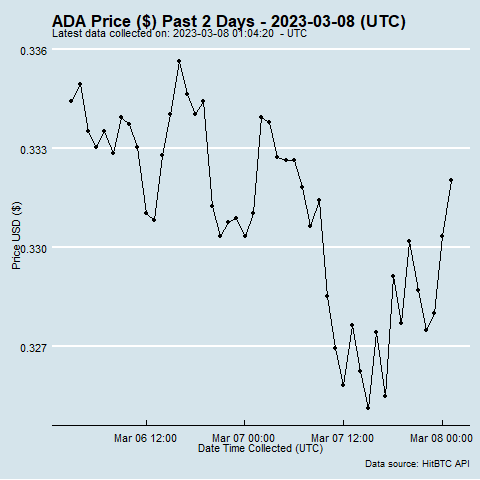 ADA Price ($) Past 2 Days - 2023-03-08 (UTC)
Latest data collected on: 2023-03-08 01:04:20 - UTC
0.336
0.333
0.330
0.327
Price USD ($)
Mar 06 12:00
Mar 07 00:00
Mar 07 12:00
Mar 08 00:00
Date Time Collected (UTC)
Data source: HitBTC API